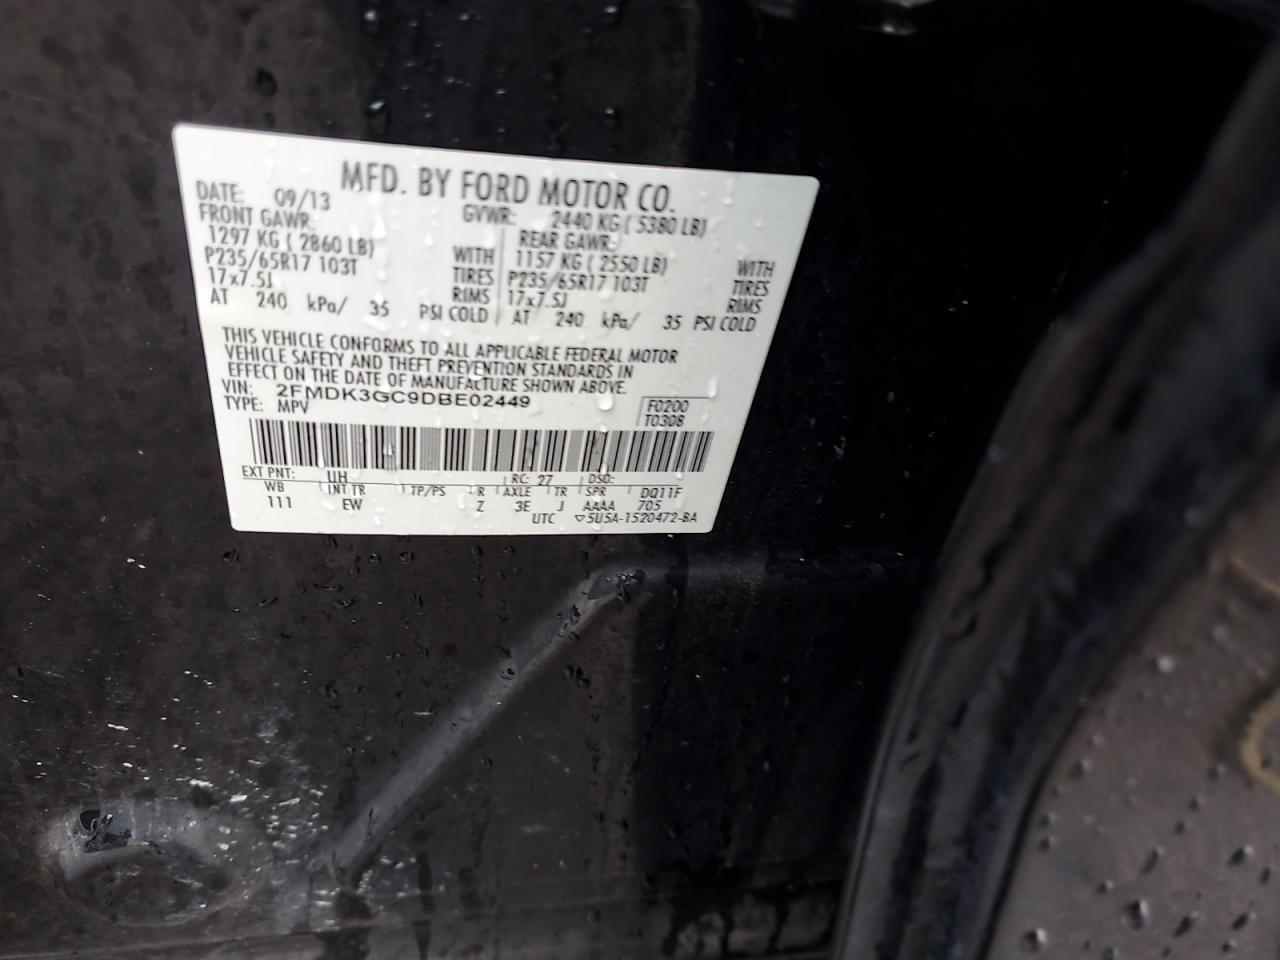 MFD. BY FORD MOTOR CO.
DATE: 09/13 GVWR: 2440 KG ( 5380 LB)
FRONT GAWR: REAR GAWR:
1297 KG ( 2860 LB) WITH 1157 KG ( 2550 LB) WITH
P235/65R17 103T TIRES P235/65R17 103T TIRES
17x7.5J RIMS 17x7.5J RIMS
AT 240 kPa/ 35 PSI COLD AT 240 kPa/ 35 PSI COLD
THIS VEHICLE CONFORMS TO ALL APPLICABLE FEDERAL MOTOR
VEHICLE SAFETY AND THEFT PREVENTION STANDARDS IN
EFFECT ON THE DATE OF MANUFACTURE SHOWN ABOVE.
VIN: 2FMDK3GC9DBE02449 F0200
TYPE: MPV T0308
EXT PNT: UH RC: 27 DSO:
WB INT TR TP/PS R AXLE TR SPR DQ11F
111 EW Z 3E J AAAA 705
UTC ▽5U5A-1520472-BA